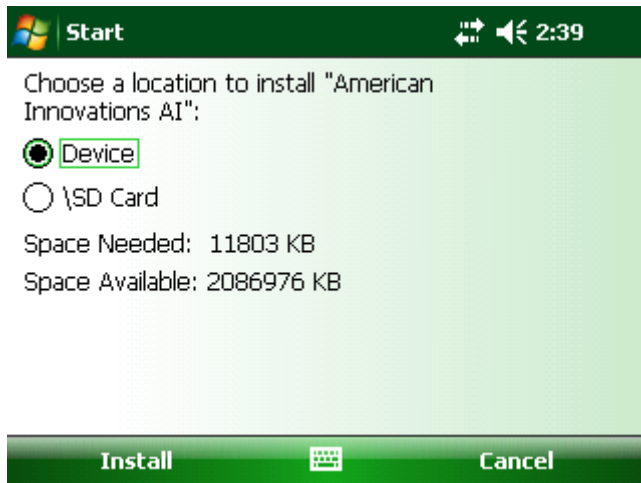 Start 2:39
Choose a location to install "American
Innovations AI":
Device
\SD Card
Space Needed: 11803 KB
Space Available: 2086976 KB
Install Cancel